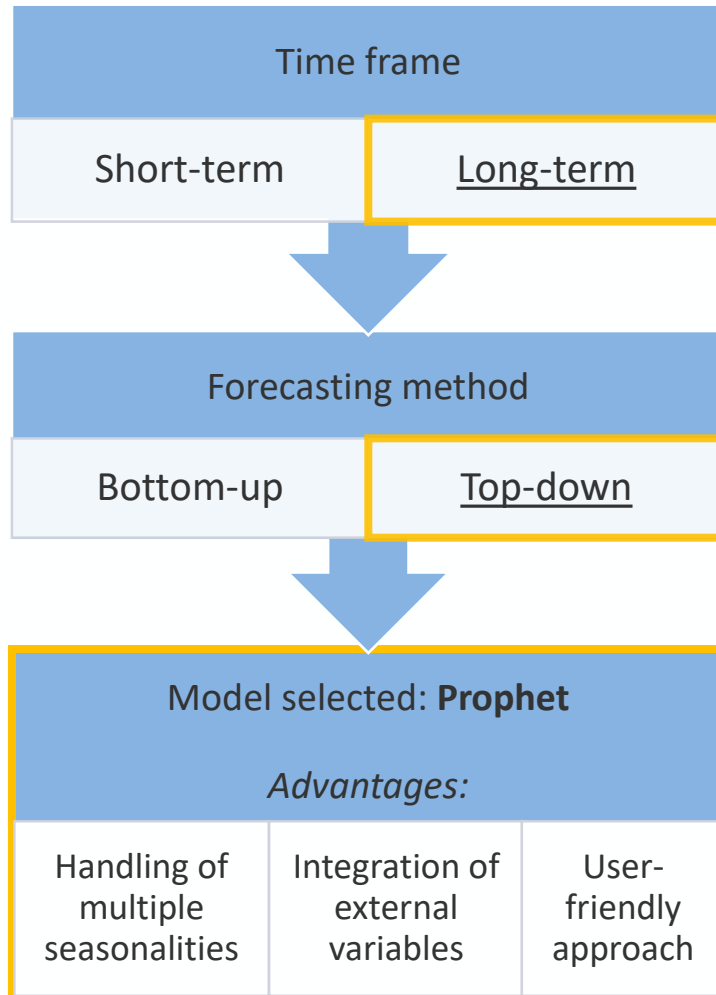 Time frame
Short-term
Long-term
Forecasting method
Bottom-up
Top-down
Model selected: Prophet
Advantages:
Handling of
multiple
seasonalities
Integration of
external
variables
User-
friendly
approach